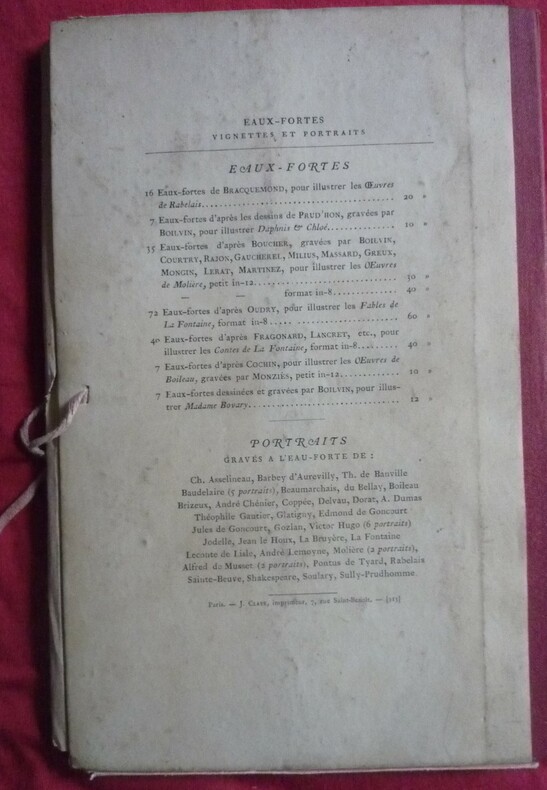 EAUX-FORTES
VIGNETTES ET PORTRAITS
EAUX-FORTES
16 Eaux-fortes de BRACQUEMOND, pour illustrer les Œuvres
de Rabelais........................ 20 »
7 Eaux-fortes d'après les dessins de PRUD'HON, gravées par
BOILVIN, pour illustrer Daphnis & Chloé............... 10 »
35 Eaux-fortes d'après BOUCHER, gravées par BOILVIN,
COURTRY, RAJON, GAUCHEREL, MILIUS, MASSARD, GREUX,
MONGIN, LERAT, MARTINEZ, pour illustrer les Œuvres
de Molière, petit in-12........................ 50 »
— — format in-8.............. 40 »
72 Eaux-fortes d'après OUDRY, pour illustrer les Fables de
La Fontaine, format in-8........................ 60 »
40 Eaux-fortes d'après FRAGONARD, LANCRET, etc., pour
illustrer les Contes de La Fontaine, format in-8........ 40 »
7 Eaux-fortes d'après COCHIN, pour illustrer les Œuvres de
Boileau, gravées par MONZIÈS, petit in-12............ 10 »
7 Eaux-fortes dessinées et gravées par BOILVIN, pour illus-
trer Madame Bovary........................ 12 »
PORTRAITS
GRAVÉS A L'EAU-FORTE DE :
Ch. Asselineau, Barbey d'Aurevilly, Th. de Banville
Baudelaire (5 portraits), Beaumarchais, du Bellay, Boileau
Brizeux, André Chénier, Coppée, Delvau, Dorat, A. Dumas
Théophile Gautier, Glatigny, Edmond de Goncourt
Jules de Goncourt, Gozlan, Victor Hugo (6 portraits)
Jodelle, Jean le Houx, La Bruyère, La Fontaine
Leconte de Lisle, André Lemoyne, Molière (2 portraits),
Alfred de Musset (2 portraits), Pontus de Tyard, Rabelais
Sainte-Beuve, Shakespeare, Soulary, Sully-Prudhomme
Paris. — J. CLAYE, imprimeur, 7, rue Saint-Benoît. — [215]